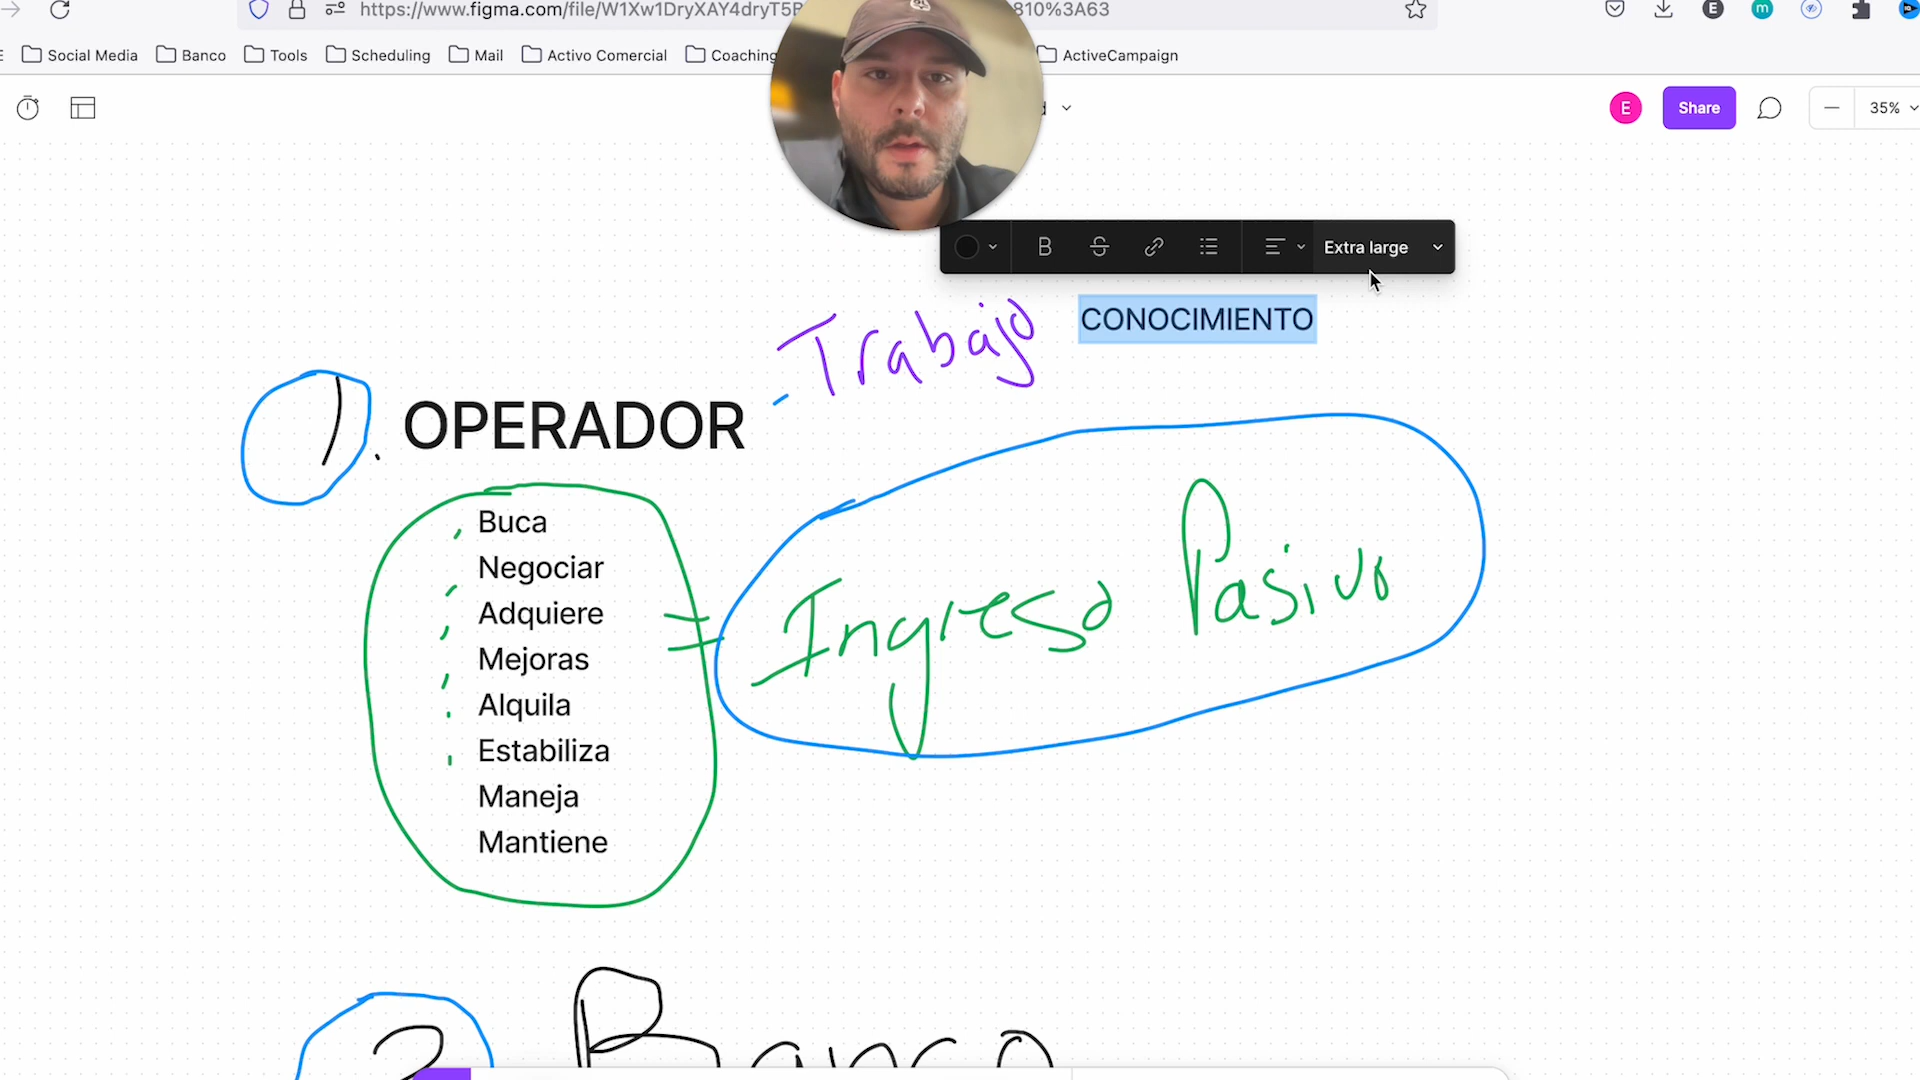 https://www.figma.com/file/W1Xw1DryXAY4dryT5 810%3A63
E
m
Social Media
Banco
Tools
Scheduling
Mail
Activo Comercial
Coaching
ActiveCampaign
E
Share
35%
Extra large
Trabajo
CONOCIMIENTO
1.
OPERADOR
Buca
Negociar
Adquiere
Mejoras
Alquila
Estabiliza
Maneja
Mantiene
= Ingreso Pasivo
2 Banco